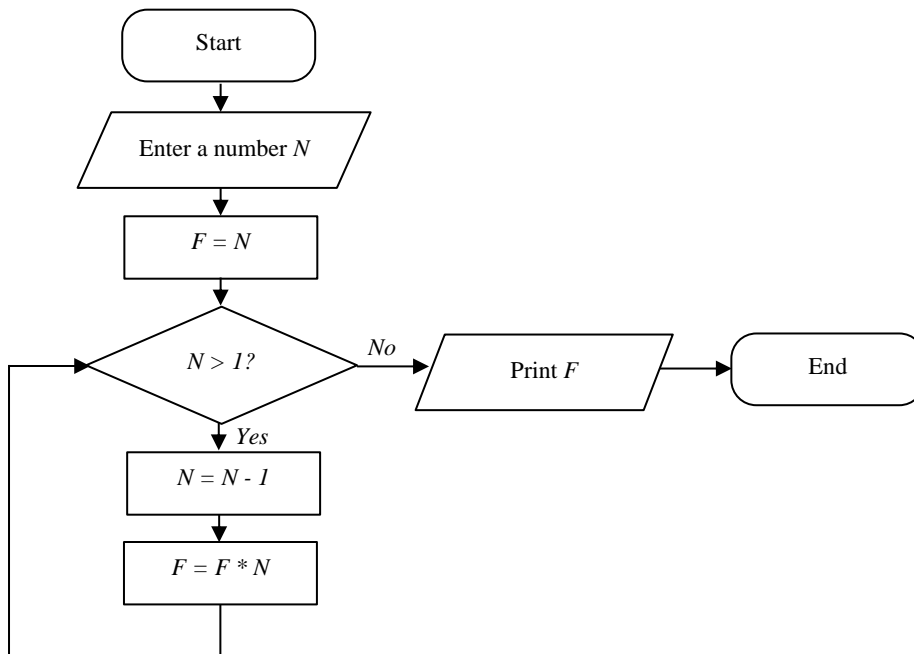 Start
Enter a number N
F = N
N > 1?
No
Print F
End
Yes
N = N - 1
F = F * N